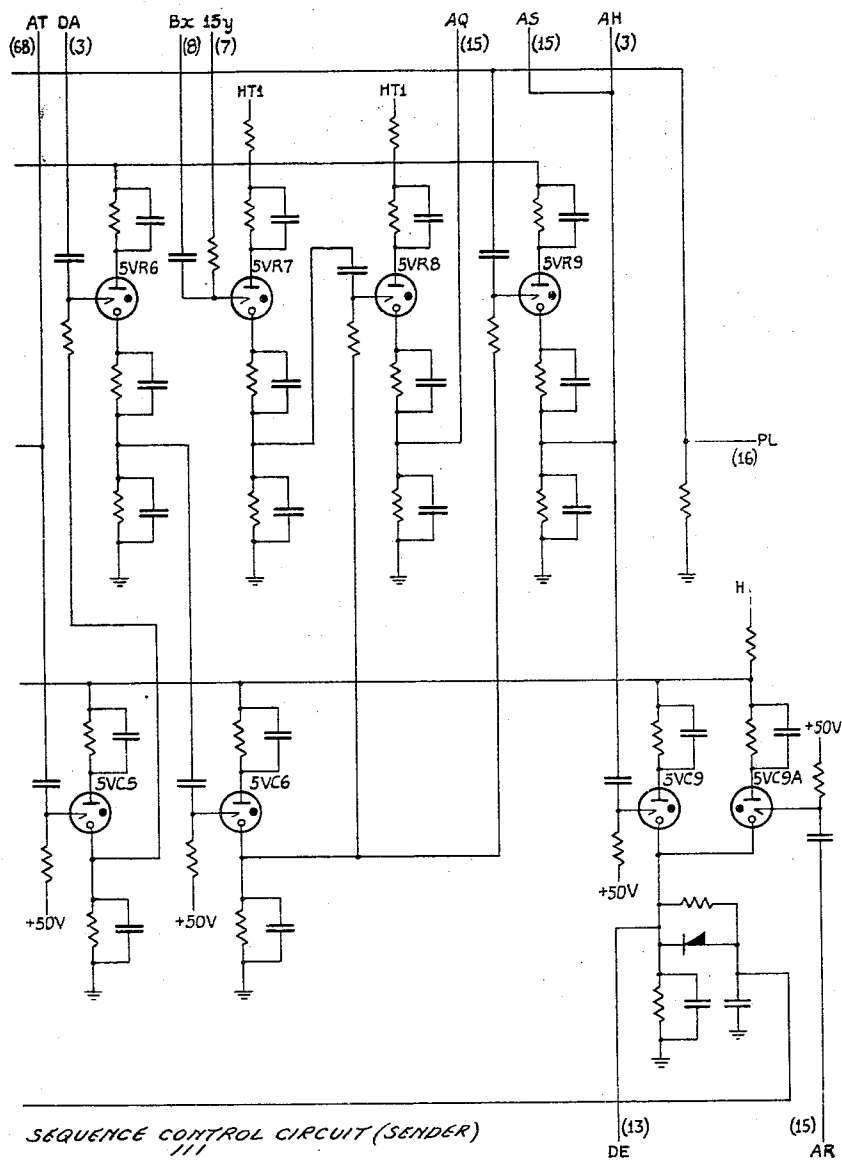 AT DA Bx 15y AQ AS AH
(68) (3) (8) (7) (15) (15) (3)
HT1 HT1
5VR6 5VR7 5VR8 5VR9
PL
(16)
H
+50V
5VC5 5VC6 5VC9 5VC9A
+50V
+50V +50V
SEQUENCE CONTROL CIRCUIT (SENDER)
111
(13) (15)
DE AR